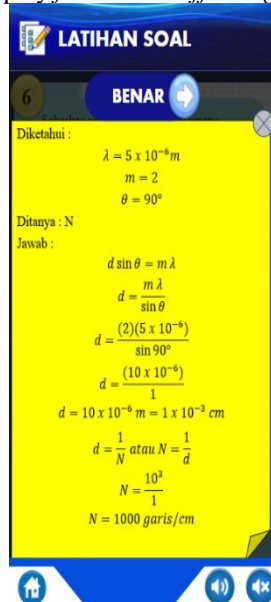 LATIHAN SOAL
6 BENAR
Diketahui :
λ = 5 x 10⁻⁶m
m = 2
θ = 90°
Ditanya : N
Jawab :
d sin θ = m λ
d = m λ / sin θ
d = (2)(5 x 10⁻⁶) / sin 90°
d = (10 x 10⁻⁶) / 1
d = 10 x 10⁻⁶ m = 1 x 10⁻³ cm
d = 1/N atau N = 1/d
N = 10³ / 1
N = 1000 garis/cm